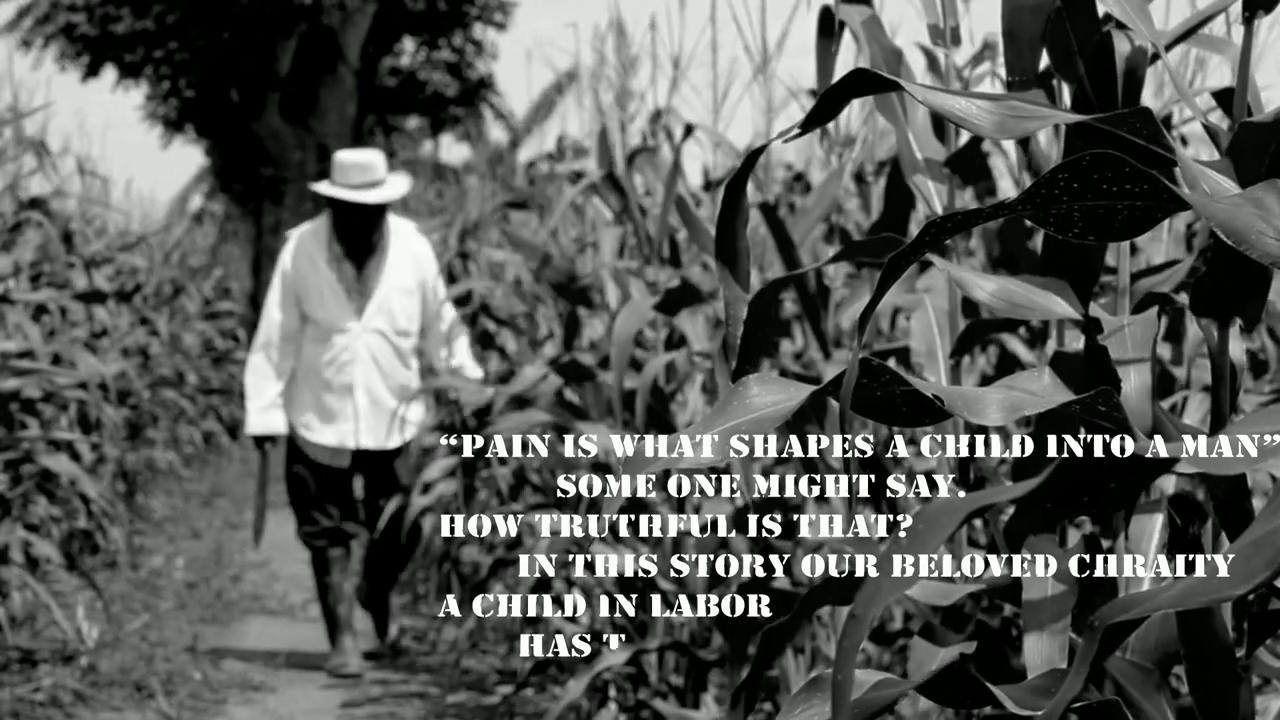 “PAIN IS WHAT SHAPES A CHILD INTO A MAN”
SOME ONE MIGHT SAY.
HOW TRUTHFUL IS THAT?
IN THIS STORY OUR BELOVED CHRAITY
A CHILD IN LABOR
HAS T